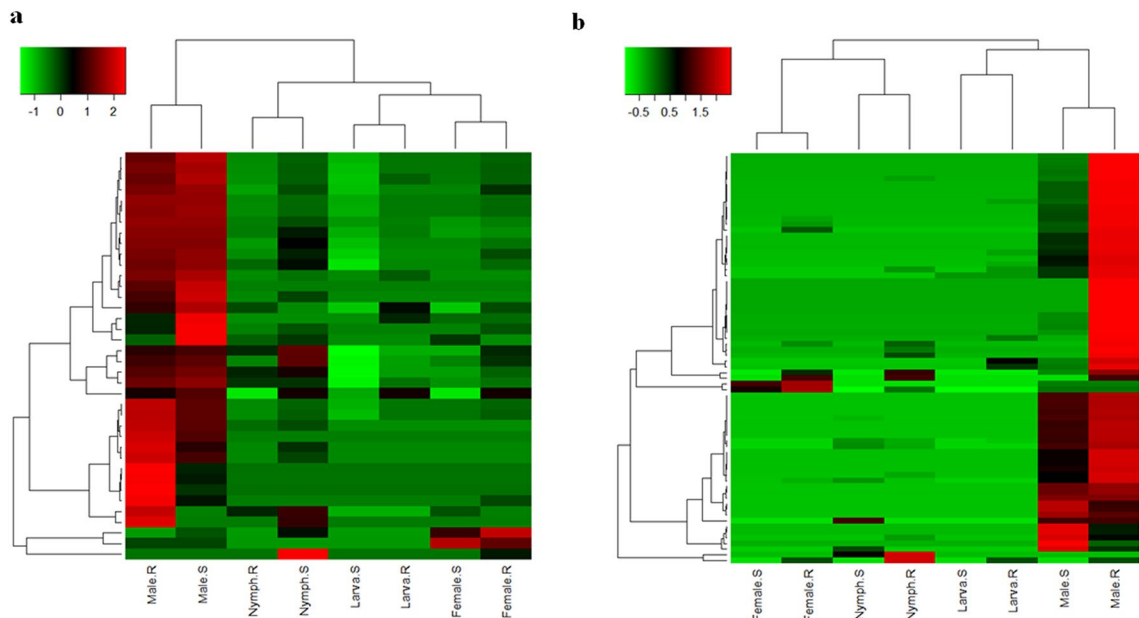 a
b
-1 0 1 2
-0.5 0.5 1.5
Male.R
Male.S
Nymph.R
Nymph.S
Larva.S
Larva.R
Female.S
Female.R
Female.S
Female.R
Nymph.S
Nymph.R
Larva.S
Larva.R
Male.S
Male.R